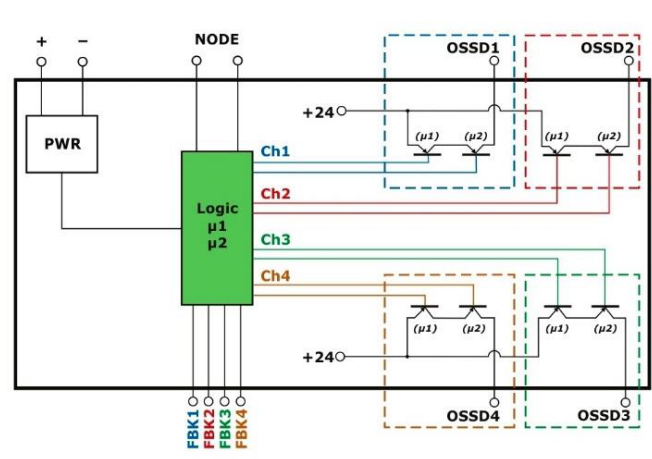 + −
NODE
OSSD1
OSSD2
+24
(µ1) (µ2)
(µ1) (µ2)
PWR
Ch1
Ch2
Logic
µ1
µ2
Ch3
Ch4
(µ1) (µ2)
(µ1) (µ2)
+24
FBK1
FBK2
FBK3
FBK4
OSSD4
OSSD3